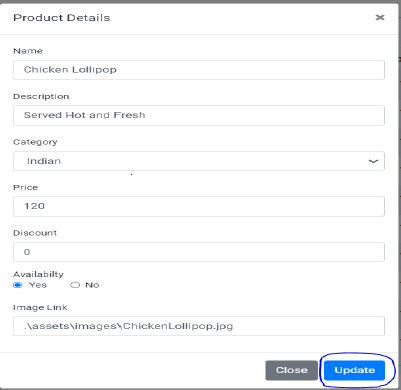 Product Details ×
Name
Chicken Lollipop
Description
Served Hot and Fresh
Category
Indian
Price
120
Discount
0
Availabilty
Yes No
Image Link
.\assets\images\ChickenLollipop.jpg
Close Update